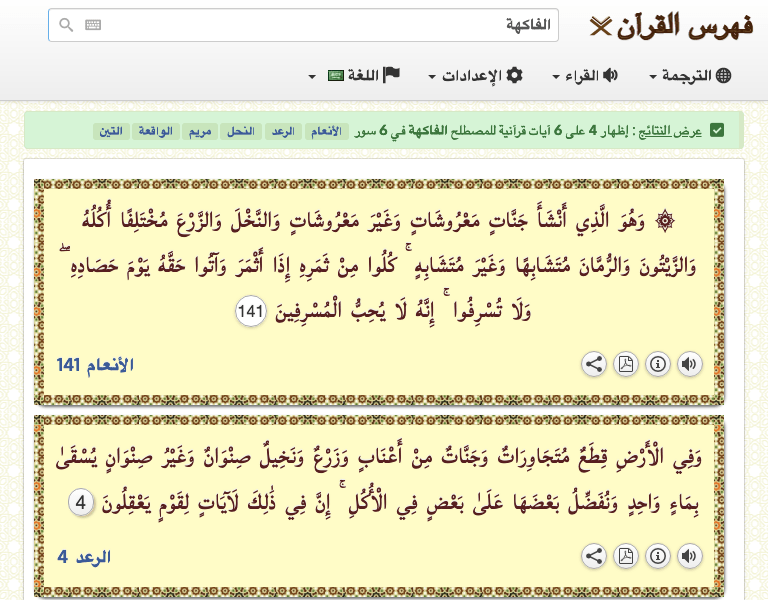 فهرس القرآن
الفاكهة
الترجمة القراء الإعدادات اللغة
عرض النتائج : إظهار 4 على 6 آيات قرآنية للمصطلح الفاكهة في 6 سور الأنعام الرعد النحل مريم الواقعة التين
۞ وَهُوَ الَّذِي أَنْشَأَ جَنَّاتٍ مَعْرُوشَاتٍ وَغَيْرَ مَعْرُوشَاتٍ وَالنَّخْلَ وَالزَّرْعَ مُخْتَلِفًا أُكُلُهُ
وَالزَّيْتُونَ وَالرُّمَّانَ مُتَشَابِهًا وَغَيْرَ مُتَشَابِهٍ ۚ كُلُوا مِنْ ثَمَرِهِ إِذَا أَثْمَرَ وَآتُوا حَقَّهُ يَوْمَ حَصَادِهِ ۖ
وَلَا تُسْرِفُوا ۚ إِنَّهُ لَا يُحِبُّ الْمُسْرِفِينَ 141
الأنعام 141
وَفِي الْأَرْضِ قِطَعٌ مُتَجَاوِرَاتٌ وَجَنَّاتٌ مِنْ أَعْنَابٍ وَزَرْعٌ وَنَخِيلٌ صِنْوَانٌ وَغَيْرُ صِنْوَانٍ يُسْقَىٰ
بِمَاءٍ وَاحِدٍ وَنُفَضِّلُ بَعْضَهَا عَلَىٰ بَعْضٍ فِي الْأُكُلِ ۚ إِنَّ فِي ذَٰلِكَ لَآيَاتٍ لِقَوْمٍ يَعْقِلُونَ 4
الرعد 4